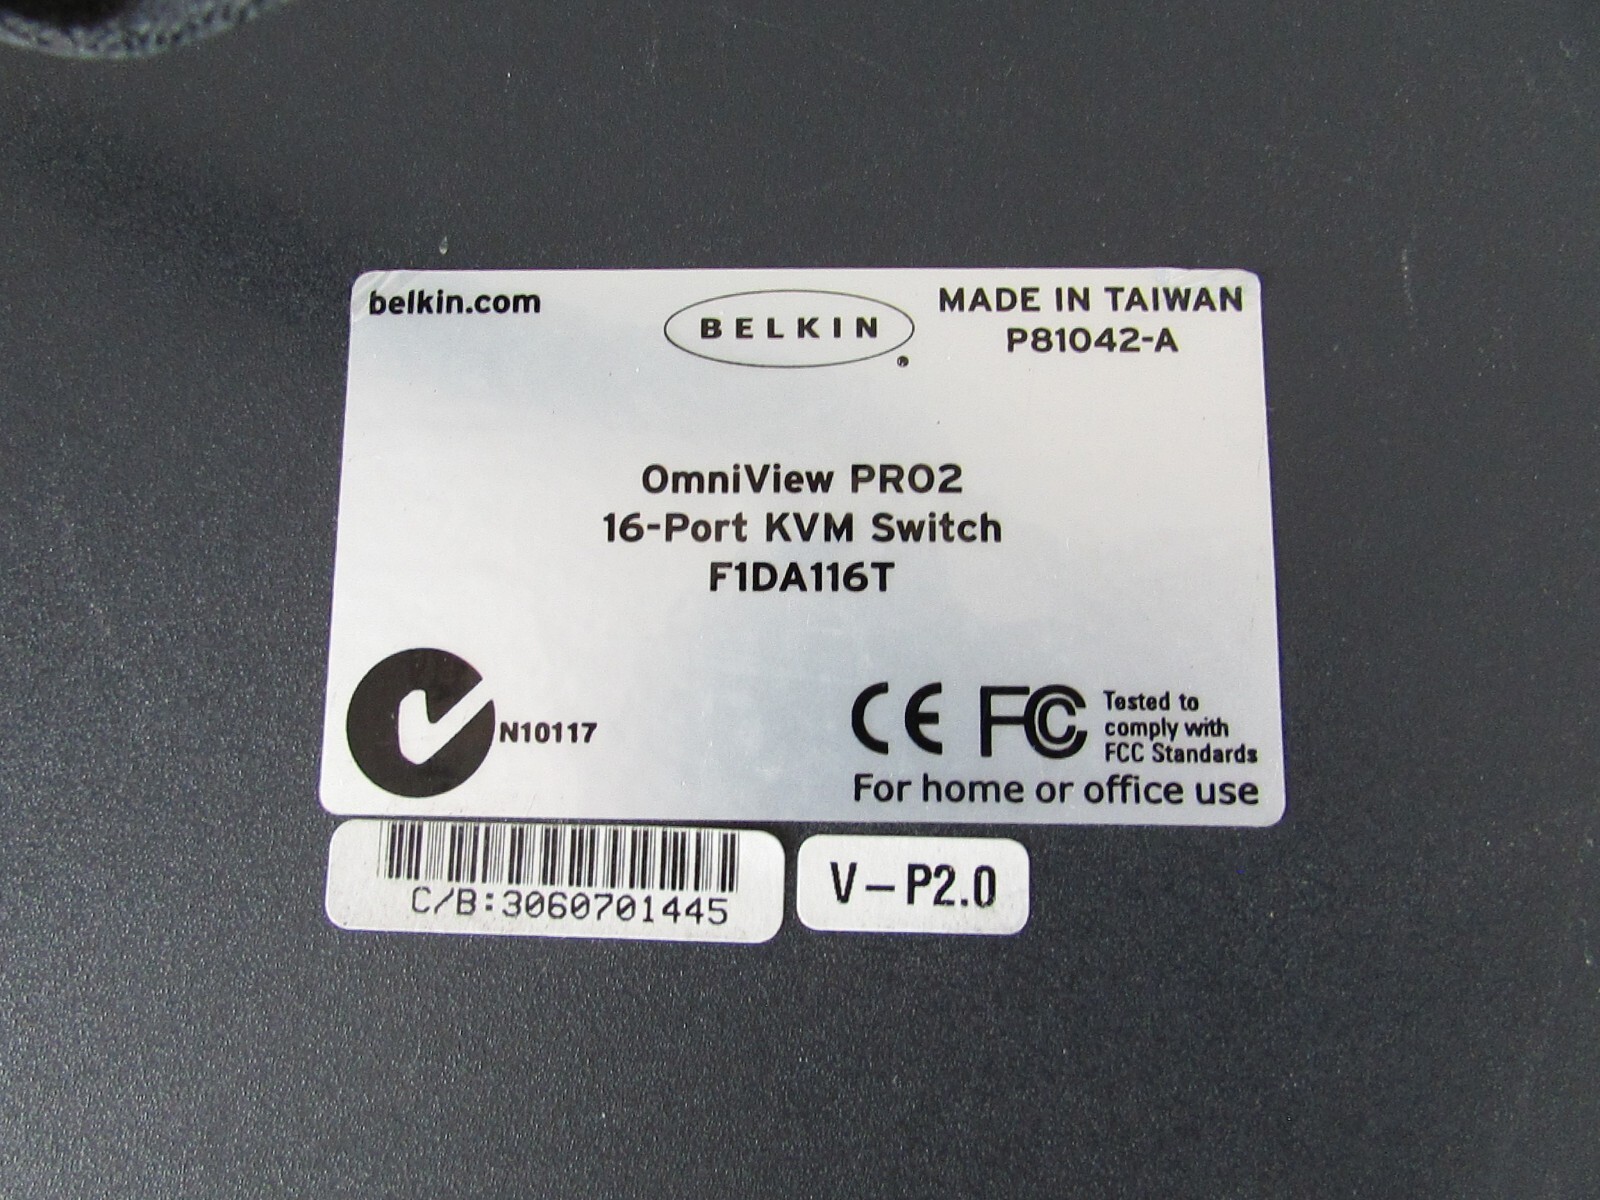 belkin.com
BELKIN
MADE IN TAIWAN
P81042-A
OmniView PRO2
16-Port KVM Switch
F1DA116T
N10117
CE FC Tested to
comply with
FCC Standards
For home or office use
C/B:3060701445
V-P2.0